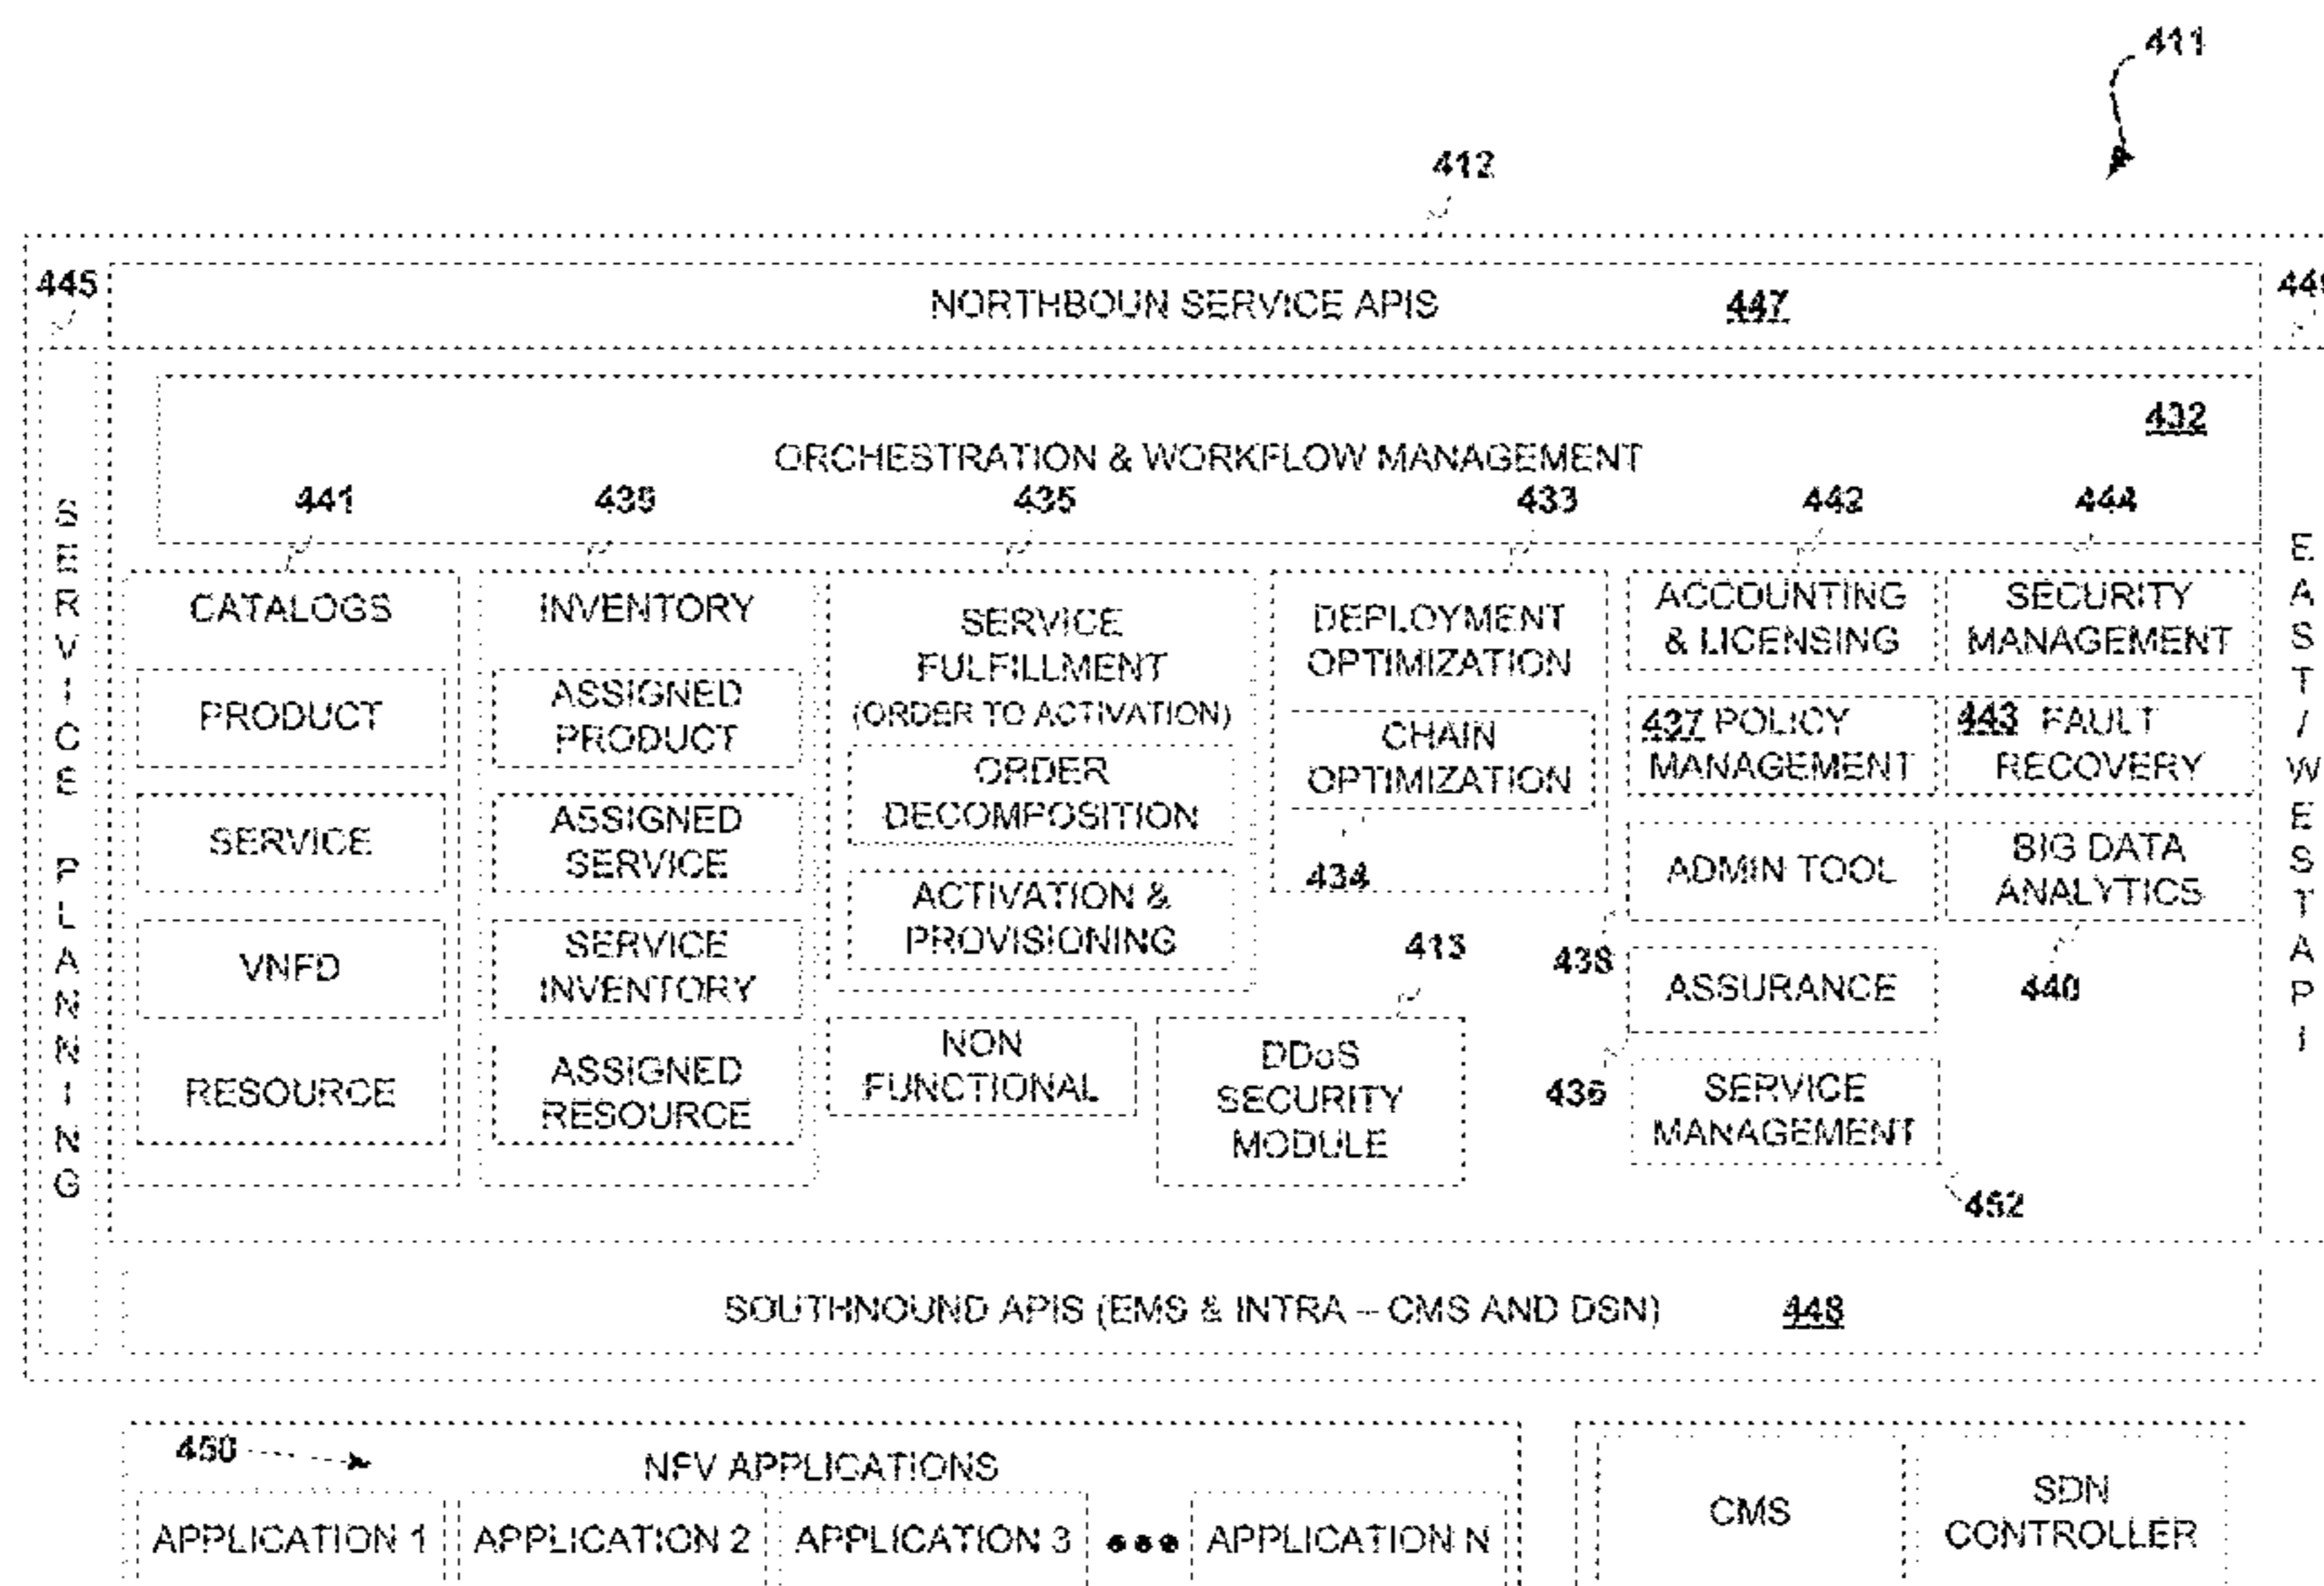 411
412
445
NORTHBOUN SERVICE APIS 447
432
ORCHESTRATION & WORKFLOW MANAGEMENT
441 439 435 433 442 444
SERVICE PLANNING
CATALOGS
PRODUCT
SERVICE
VNFD
RESOURCE
INVENTORY
ASSIGNED
PRODUCT
ASSIGNED
SERVICE
SERVICE
INVENTORY
ASSIGNED
RESOURCE
SERVICE
FULFILLMENT
(ORDER TO ACTIVATION)
ORDER
DECOMPOSITION
ACTIVATION &
PROVISIONING
NON
FUNCTIONAL
DEPLOYMENT
OPTIMIZATION
CHAIN
OPTIMIZATION
434
413
DDoS
SECURITY
MODULE
ACCOUNTING
& LICENSING
437 POLICY
MANAGEMENT
ADMIN TOOL
438
ASSURANCE
436
SERVICE
MANAGEMENT
452
SECURITY
MANAGEMENT
443 FAULT
RECOVERY
BIG DATA
ANALYTICS
440
EAST/WEST API
SOUTHNOUND APIS (EMS & INTRA – CMS AND DSN) 448
450
NFV APPLICATIONS
APPLICATION 1 APPLICATION 2 APPLICATION 3 ••• APPLICATION N
CMS
SDN
CONTROLLER